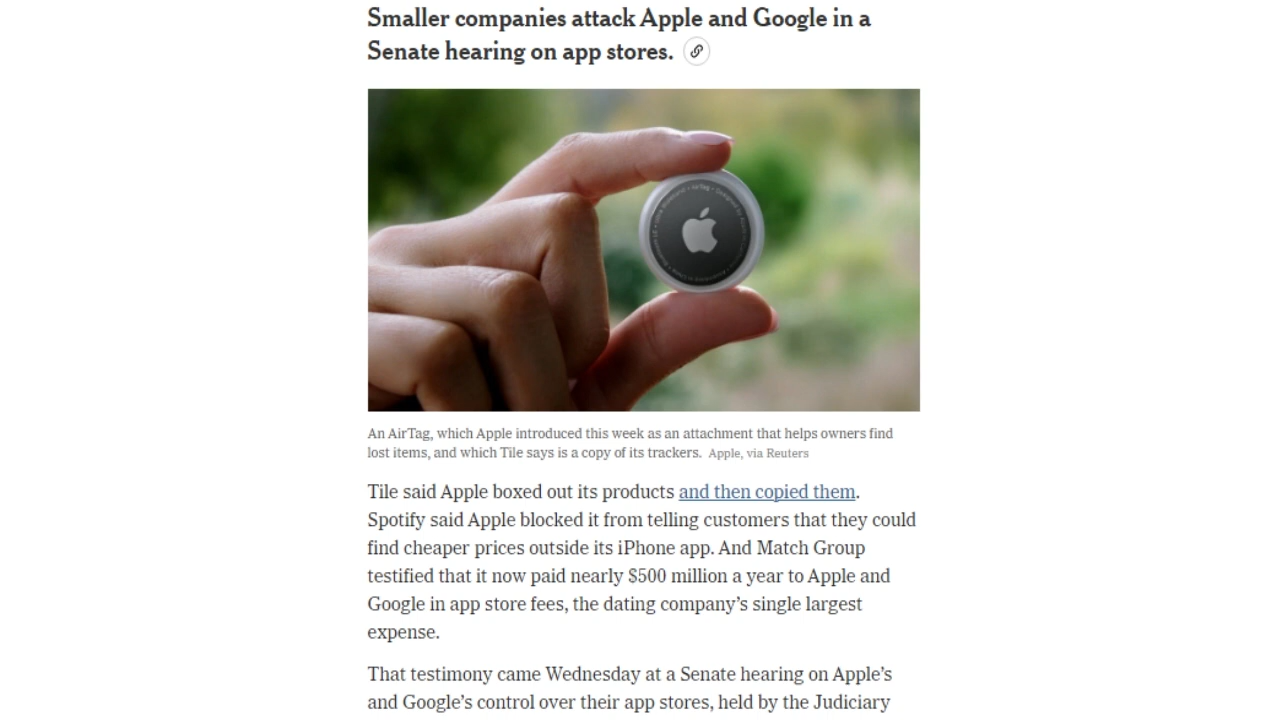 Smaller companies attack Apple and Google in a
Senate hearing on app stores.
An AirTag, which Apple introduced this week as an attachment that helps owners find
lost items, and which Tile says is a copy of its trackers. Apple, via Reuters
Tile said Apple boxed out its products and then copied them.
Spotify said Apple blocked it from telling customers that they could
find cheaper prices outside its iPhone app. And Match Group
testified that it now paid nearly $500 million a year to Apple and
Google in app store fees, the dating company’s single largest
expense.
That testimony came Wednesday at a Senate hearing on Apple’s
and Google’s control over their app stores, held by the Judiciary